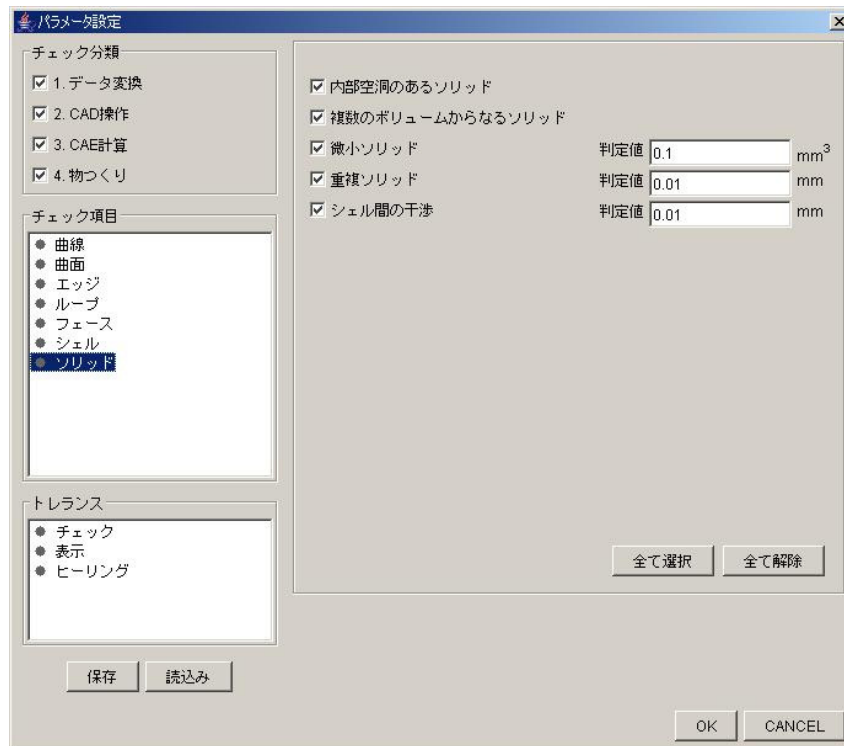 パラメータ設定
チェック分類
1. データ変換
2. CAD操作
3. CAE計算
4. 物つくり
チェック項目
曲線
曲面
エッジ
ループ
フェース
シェル
ソリッド
トレランス
チェック
表示
ヒーリング
保存 読込み
内部空洞のあるソリッド
複数のボリュームからなるソリッド
微小ソリッド 判定値 0.1 mm³
重複ソリッド 判定値 0.01 mm
シェル間の干渉 判定値 0.01 mm
全て選択 全て解除
OK CANCEL